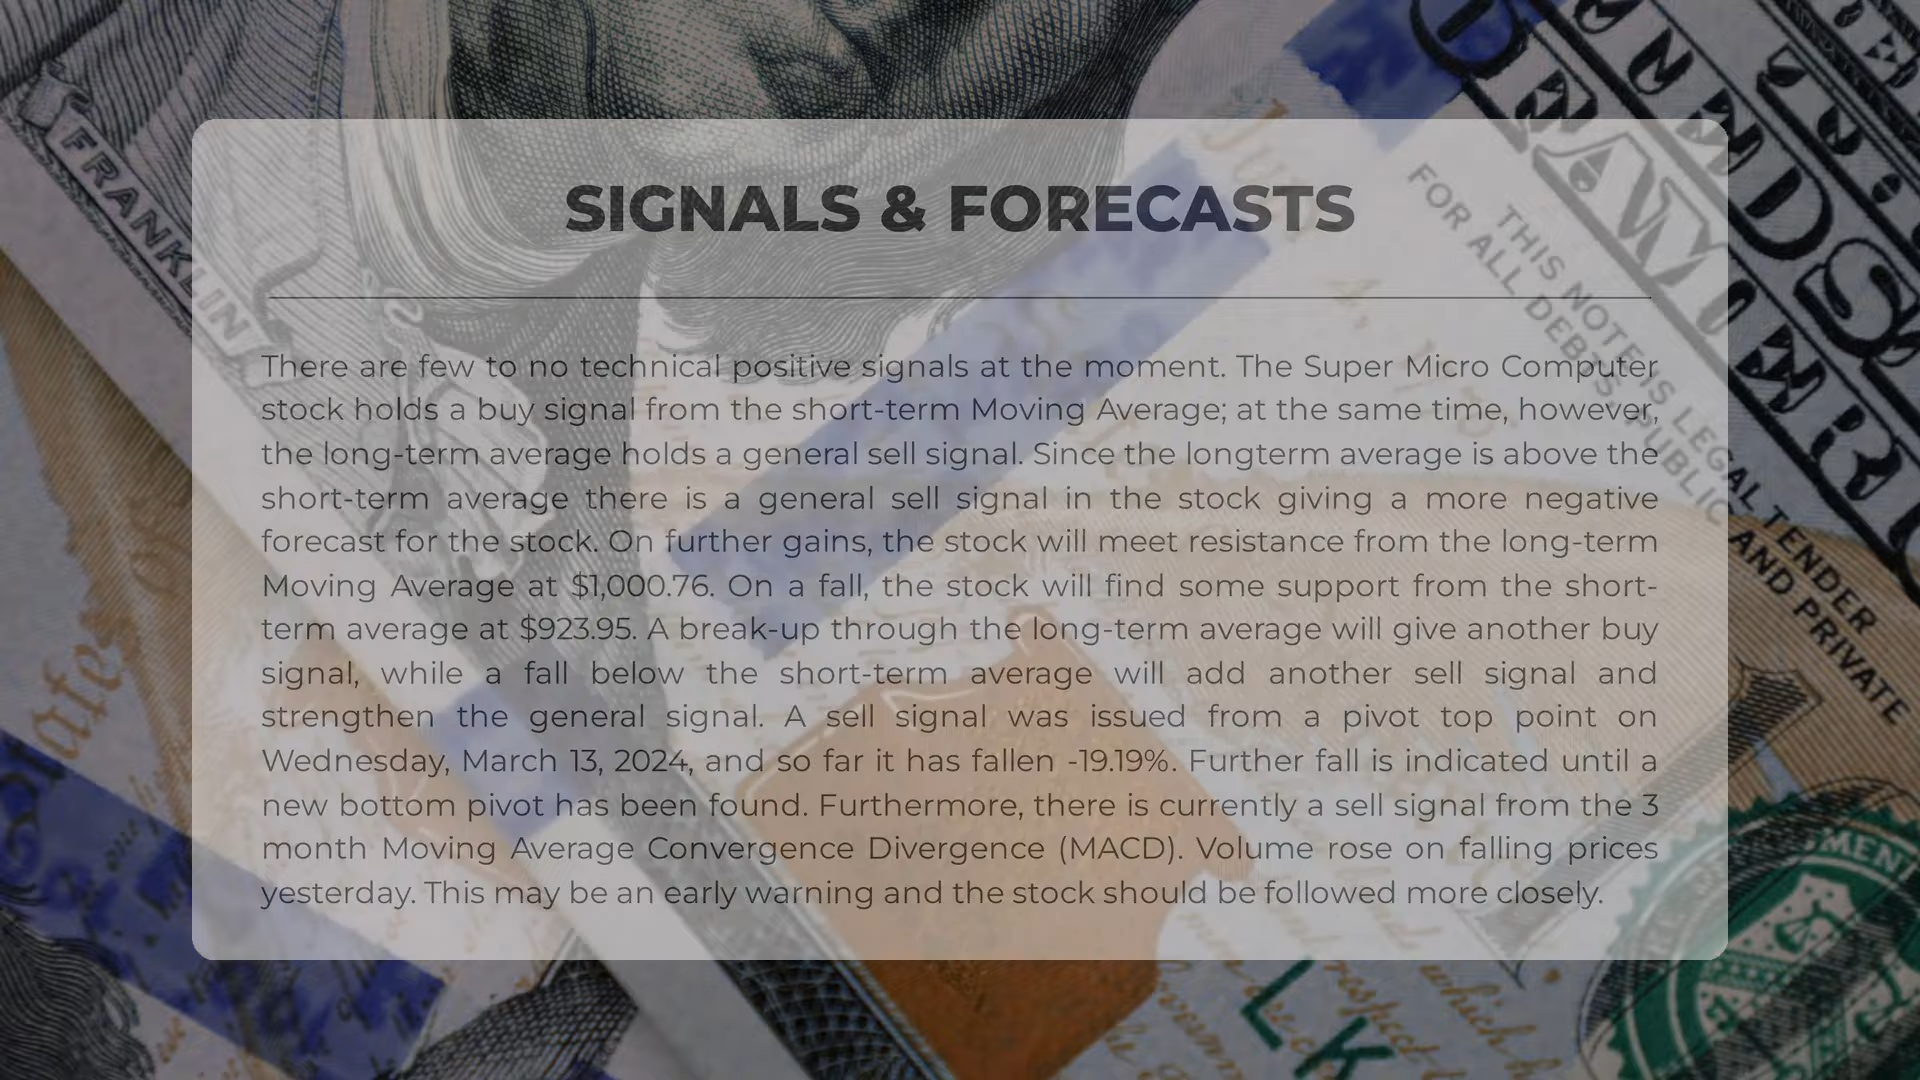 FRANKLIN
SIGNALS & FORECASTS
THIS NOTE IS LEGAL TENDER
FOR ALL DEBTS, PUBLIC AND PRIVATE
There are few to no technical positive signals at the moment. The Super Micro Computer
stock holds a buy signal from the short-term Moving Average; at the same time, however,
the long-term average holds a general sell signal. Since the longterm average is above the
short-term average there is a general sell signal in the stock giving a more negative
forecast for the stock. On further gains, the stock will meet resistance from the long-term
Moving Average at $1,000.76. On a fall, the stock will find some support from the short-
term average at $923.95. A break-up through the long-term average will give another buy
signal, while a fall below the short-term average will add another sell signal and
strengthen the general signal. A sell signal was issued from a pivot top point on
Wednesday, March 13, 2024, and so far it has fallen -19.19%. Further fall is indicated until a
new bottom pivot has been found. Furthermore, there is currently a sell signal from the 3
month Moving Average Convergence Divergence (MACD). Volume rose on falling prices
yesterday. This may be an early warning and the stock should be followed more closely.